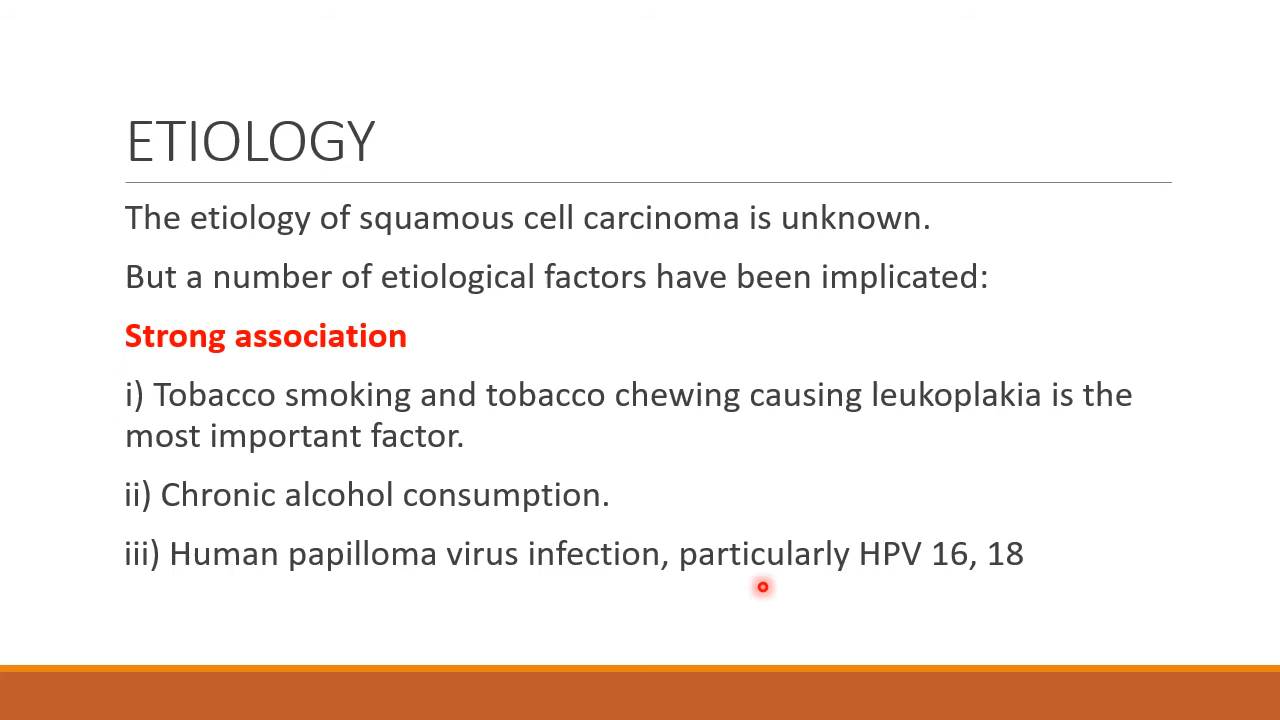 ETIOLOGY
The etiology of squamous cell carcinoma is unknown.
But a number of etiological factors have been implicated:
Strong association
i) Tobacco smoking and tobacco chewing causing leukoplakia is the
most important factor.
ii) Chronic alcohol consumption.
iii) Human papilloma virus infection, particularly HPV 16, 18